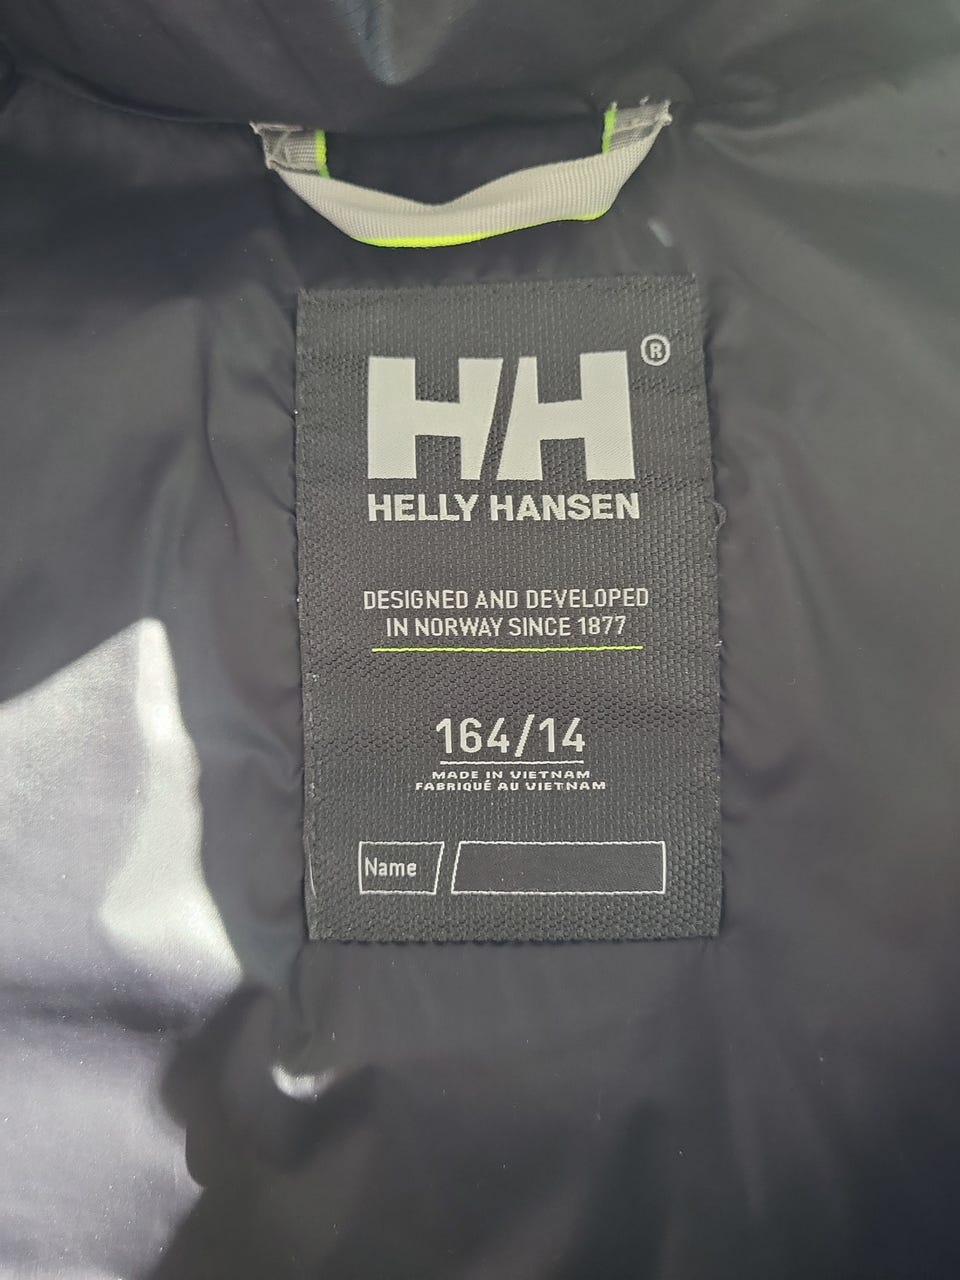 HH®
HELLY HANSEN
DESIGNED AND DEVELOPED
IN NORWAY SINCE 1877
164/14
MADE IN VIETNAM
FABRIQUÉ AU VIETNAM
Name